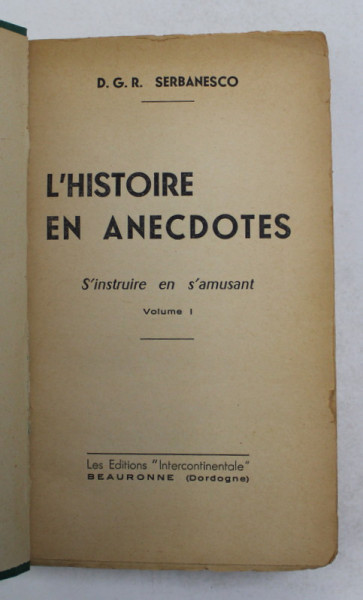 D. G. R. SERBANESCO
L'HISTOIRE
EN ANECDOTES
S'instruire en s'amusant
Volume I
Les Editions "Intercontinentale"
BEAURONNE (Dordogne)